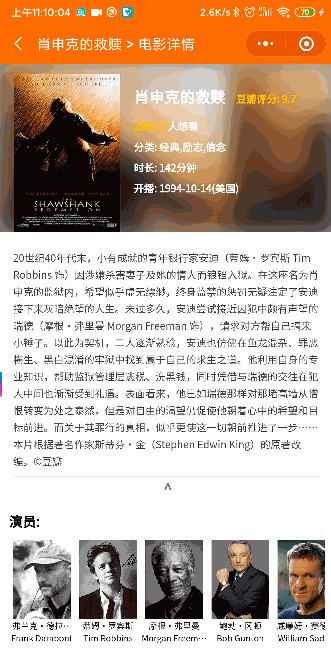 上午11:10:04
2.6K/s
70
肖申克的救赎 > 电影详情
肖申克的救赎 豆瓣评分: 9.7
人想看
分类: 经典,励志,信念
时长: 142分钟
开播: 1994-10-14(美国)
SHAWSHANK
REDEMPTION
20世纪40年代末，小有成就的青年银行家安迪（蒂姆·罗宾斯 Tim
Robbins 饰）因涉嫌杀害妻子及她的情人而锒铛入狱。在这座名为肖
申克的监狱内，希望似乎虚无缥缈，终身监禁的惩罚无疑注定了安迪
接下来灰暗绝望的人生。未过多久，安迪尝试接近囚犯中颇有声望的
瑞德（摩根·弗里曼 Morgan Freeman 饰），请求对方帮自己搞来
小锤子。以此为契机，二人逐渐熟稔，安迪也仿佛在鱼龙混杂、罪恶
横生、黑白混淆的牢狱中找到属于自己的求生之道。他利用自身的专
业知识，帮助监狱管理层逃税、洗黑钱，同时凭借与瑞德的交往在犯
人中间也渐渐受到礼遇。表面看来，他已如瑞德那样对那堵高墙从憎
恨转变为处之泰然，但是对自由的渴望仍促使他朝着心中的希望和目
标前进。而关于其罪行的真相，似乎更使这一切朝前推进了一步……
本片根据著名作家斯蒂芬·金（Stephen Edwin King）的原著改
编。©豆瓣
演员:
弗兰克·德拉… 蒂姆·罗宾斯 摩根·弗里曼 鲍勃·冈顿 威廉姆·赛德
Frank Darabont Tim Robbins Morgan Freem… Bob Gunton William Sad